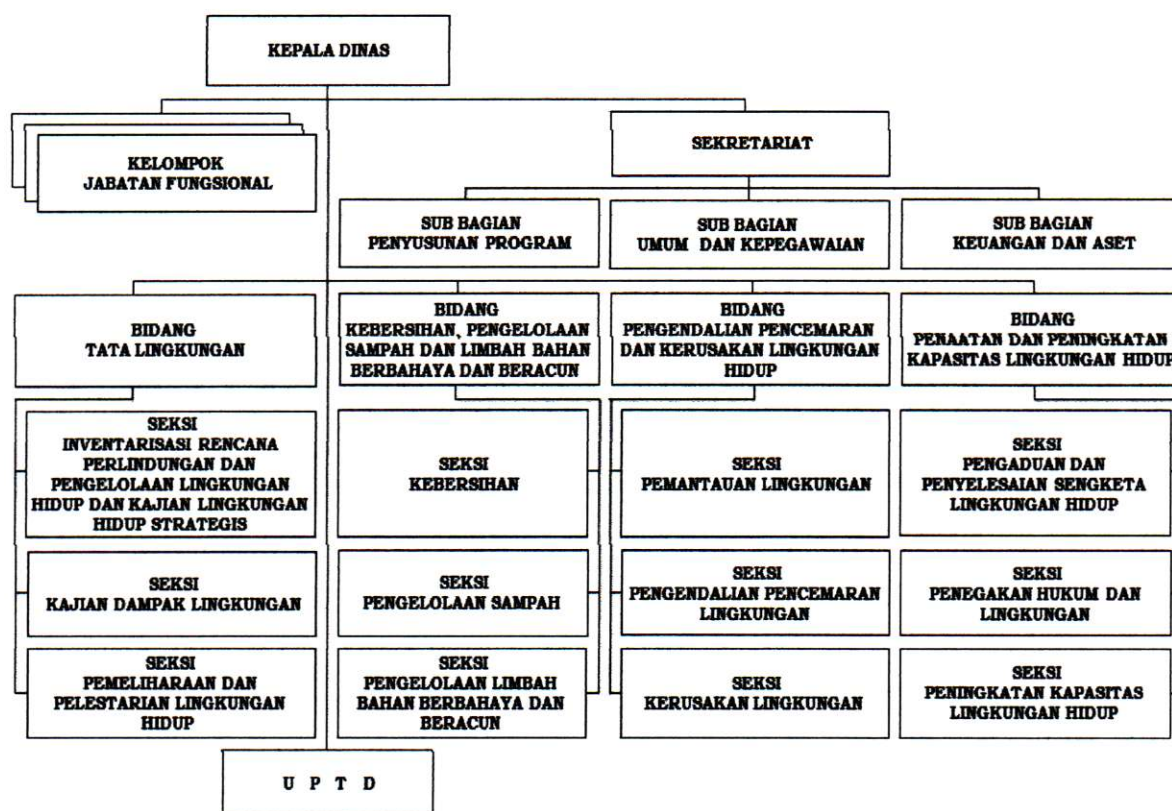 KEPALA DINAS
KELOMPOK
JABATAN FUNGSIONAL
SEKRETARIAT
SUB BAGIAN
PENYUSUNAN PROGRAM
SUB BAGIAN
UMUM DAN KEPEGAWAIAN
SUB BAGIAN
KEUANGAN DAN ASET
BIDANG
TATA LINGKUNGAN
BIDANG
KEBERSIHAN, PENGELOLAAN
SAMPAH DAN LIMBAH BAHAN
BERBAHAYA DAN BERACUN
BIDANG
PENGENDALIAN PENCEMARAN
DAN KERUSAKAN LINGKUNGAN
HIDUP
BIDANG
PENAATAN DAN PENINGKATAN
KAPASITAS LINGKUNGAN HIDUP
SEKSI
INVENTARISASI RENCANA
PERLINDUNGAN DAN
PENGELOLAAN LINGKUNGAN
HIDUP DAN KAJIAN LINGKUNGAN
HIDUP STRATEGIS
SEKSI
KEBERSIHAN
SEKSI
PEMANTAUAN LINGKUNGAN
SEKSI
PENGADUAN DAN
PENYELESAIAN SENGKETA
LINGKUNGAN HIDUP
SEKSI
KAJIAN DAMPAK LINGKUNGAN
SEKSI
PENGELOLAAN SAMPAH
SEKSI
PENGENDALIAN PENCEMARAN
LINGKUNGAN
SEKSI
PENEGAKAN HUKUM DAN
LINGKUNGAN
SEKSI
PEMELIHARAAN DAN
PELESTARIAN LINGKUNGAN
HIDUP
SEKSI
PENGELOLAAN LIMBAH
BAHAN BERBAHAYA DAN
BERACUN
SEKSI
KERUSAKAN LINGKUNGAN
SEKSI
PENINGKATAN KAPASITAS
LINGKUNGAN HIDUP
U P T D